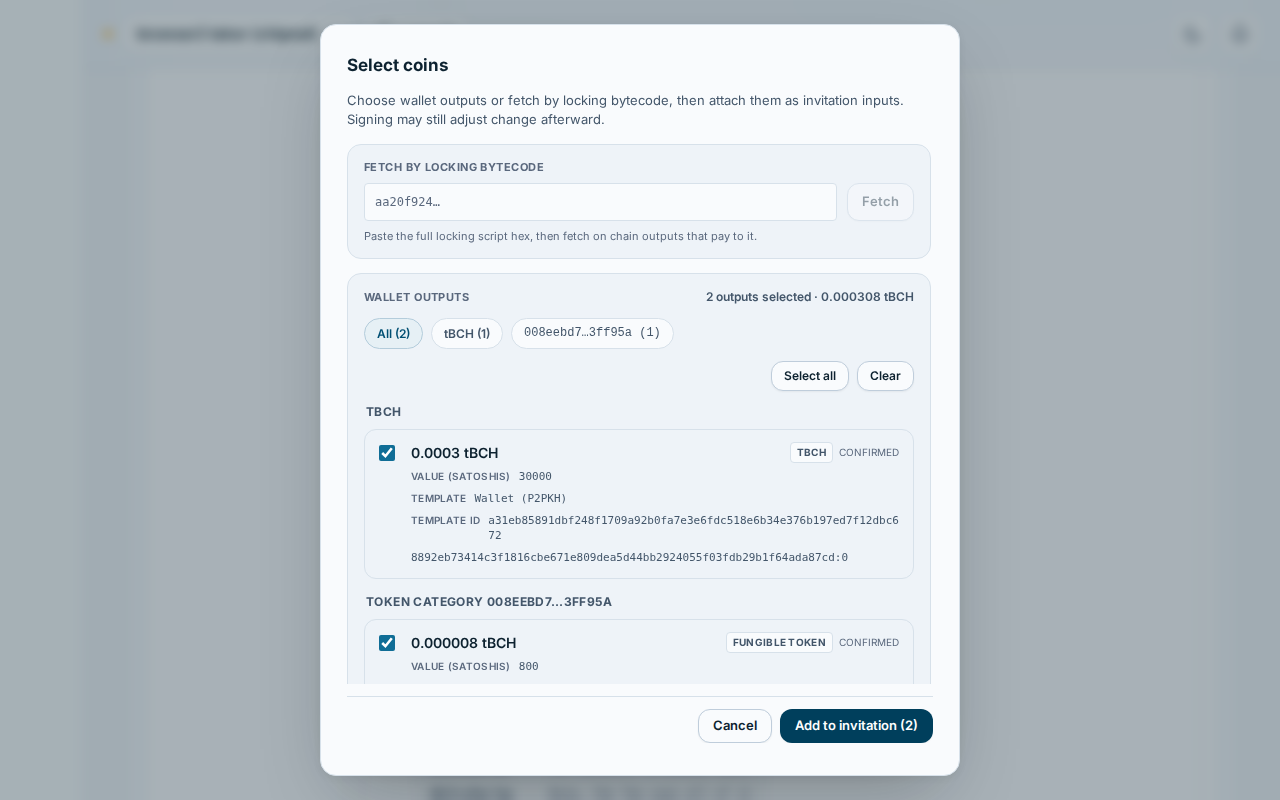 Select coins
Choose wallet outputs or fetch by locking bytecode, then attach them as invitation inputs.
Signing may still adjust change afterward.
FETCH BY LOCKING BYTECODE
aa20f924…
Fetch
Paste the full locking script hex, then fetch on chain outputs that pay to it.
WALLET OUTPUTS
2 outputs selected · 0.000308 tBCH
All (2)
tBCH (1)
008eebd7…3ff95a (1)
Select all
Clear
TBCH
0.0003 tBCH
TBCH
CONFIRMED
VALUE (SATOSHIS) 30000
TEMPLATE Wallet (P2PKH)
TEMPLATE ID a31eb85891dbf248f1709a92b0fa7e3e6fdc518e6b34e376b197ed7f12dbc6
72
8892eb73414c3f1816cbe671e809dea5d44bb2924055f03fdb29b1f64ada87cd:0
TOKEN CATEGORY 008EEBD7…3FF95A
0.000008 tBCH
FUNGIBLE TOKEN
CONFIRMED
VALUE (SATOSHIS) 800
Cancel
Add to invitation (2)